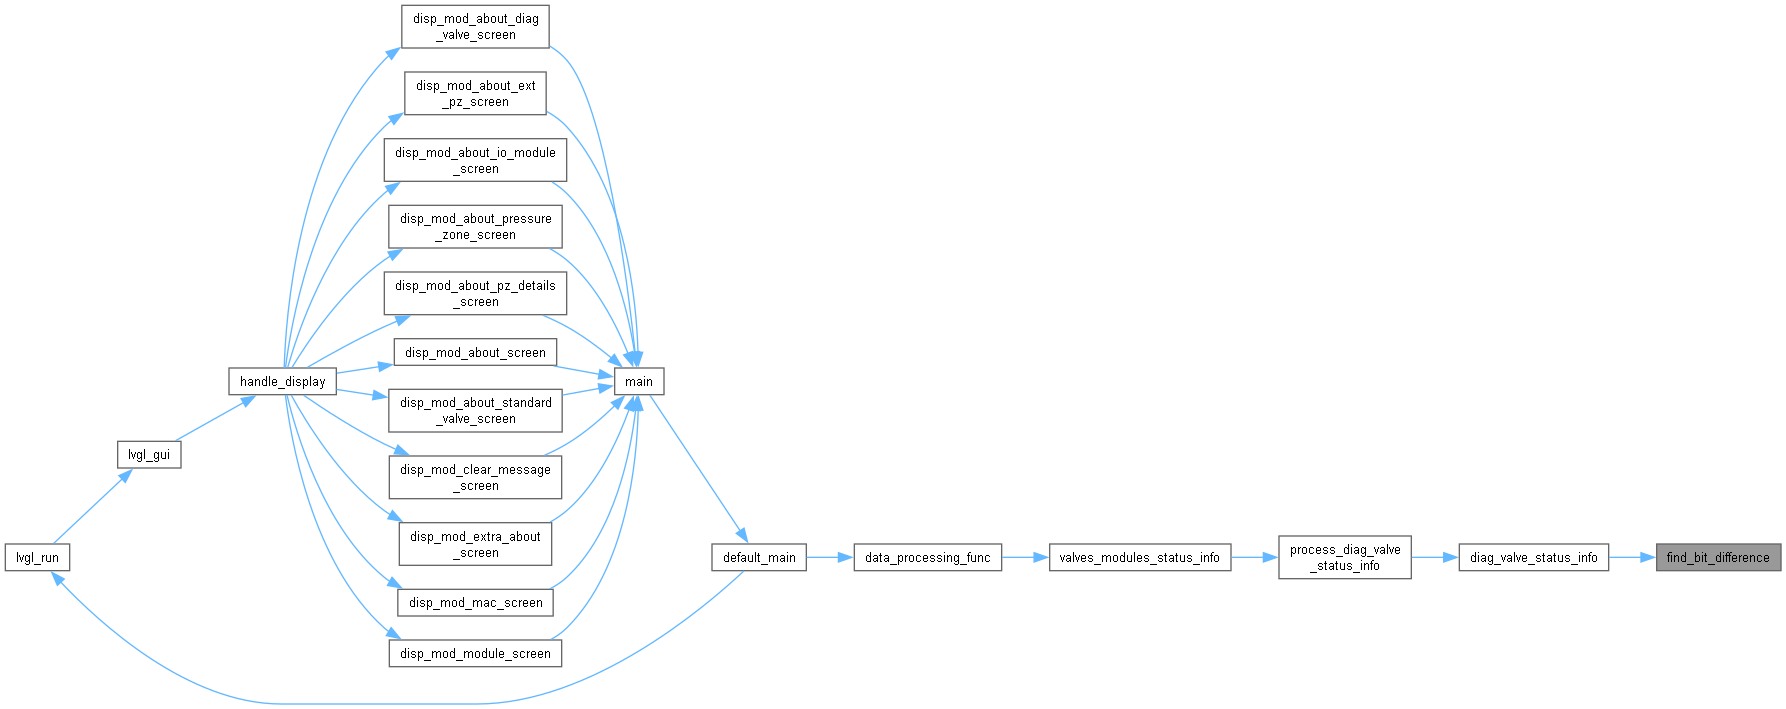 disp_mod_about_diag
_valve_screen
disp_mod_about_ext
_pz_screen
disp_mod_about_io_module
_screen
disp_mod_about_pressure
_zone_screen
disp_mod_about_pz_details
_screen
disp_mod_about_screen
handle_display
main
disp_mod_about_standard
_valve_screen
lvgl_gui
disp_mod_clear_message
_screen
disp_mod_extra_about
_screen
lvgl_run
default_main
data_processing_func
valves_modules_status_info
process_diag_valve
_status_info
diag_valve_status_info
find_bit_difference
disp_mod_mac_screen
disp_mod_module_screen